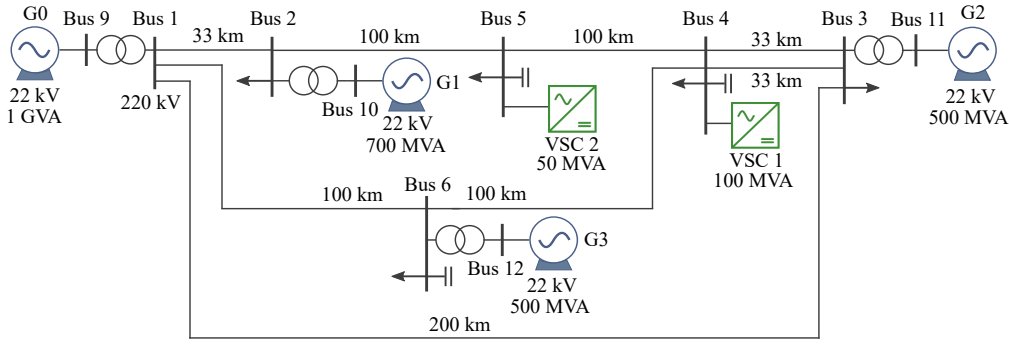 G0
Bus 9
Bus 1
33 km
Bus 2
100 km
Bus 5
100 km
Bus 4
33 km
Bus 3
Bus 11
G2
33 km
G1
22 kV
1 GVA
220 kV
Bus 10
22 kV
700 MVA
VSC 2
50 MVA
VSC 1
100 MVA
22 kV
500 MVA
100 km
Bus 6
100 km
G3
Bus 12
22 kV
500 MVA
200 km